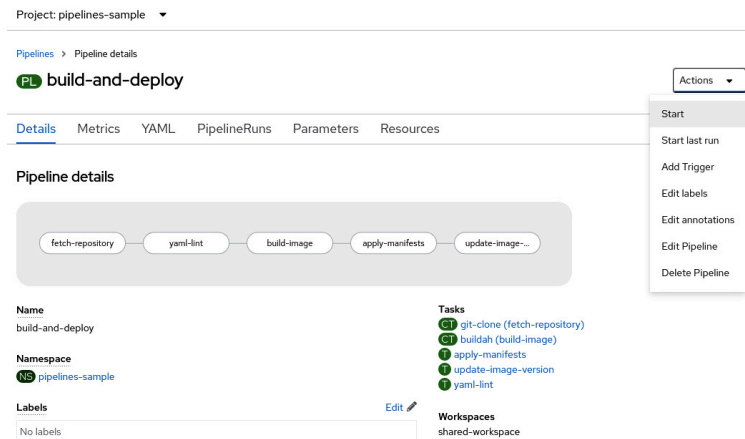 Project: pipelines-sample
Pipelines > Pipeline details
PL build-and-deploy
Actions
Start
Start last run
Add Trigger
Edit labels
Edit annotations
Edit Pipeline
Delete Pipeline
Details Metrics YAML PipelineRuns Parameters Resources
Pipeline details
fetch-repository yaml-lint build-image apply-manifests update-image-...
Name
build-and-deploy
Namespace
NS pipelines-sample
Labels Edit
No labels
Tasks
CT git-clone (fetch-repository)
CT buildah (build-image)
T apply-manifests
T update-image-version
T yaml-lint
Workspaces
shared-workspace